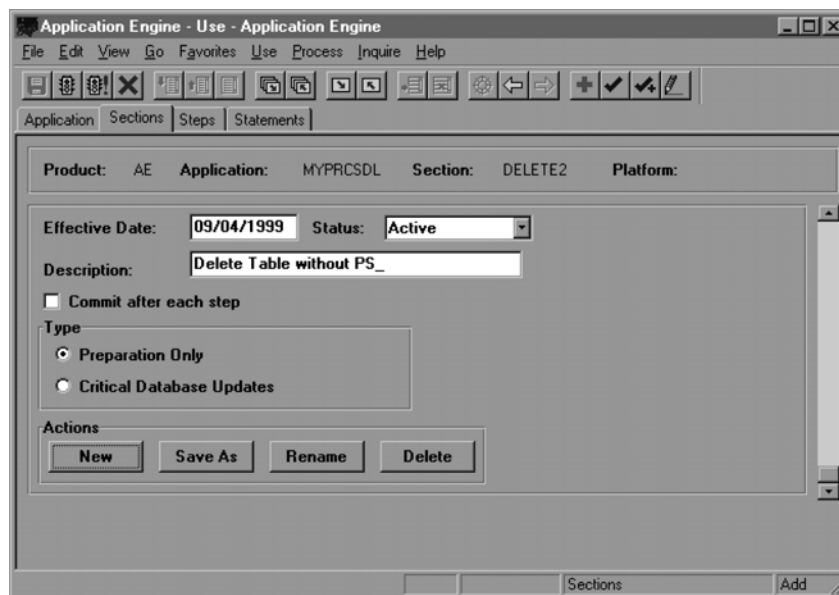 Application Engine - Use - Application Engine
File Edit View Go Favorites Use Process Inquire Help
Application Sections Steps Statements
Product: AE Application: MYPRCSDL Section: DELETE2 Platform:
Effective Date: 09/04/1999 Status: Active
Description: Delete Table without PS_
Commit after each step
Type
Preparation Only
Critical Database Updates
Actions
New Save As Rename Delete
Sections Add